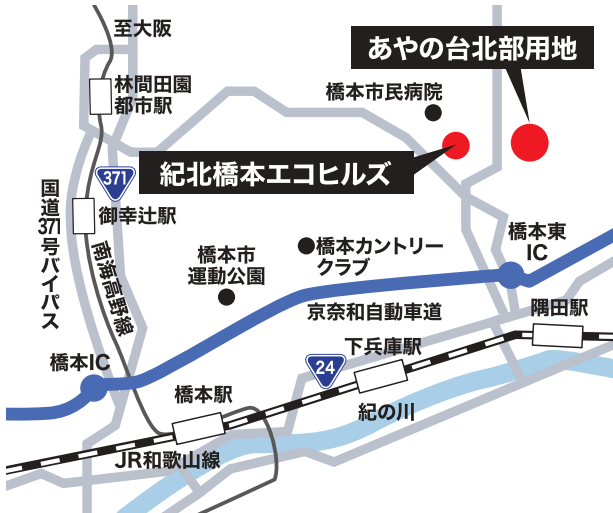 至大阪
あやの台北部用地
林間田園
都市駅
橋本市民病院
紀北橋本エコヒルズ
371
国道371号バイパス
御幸辻駅
南海高野線
橋本市
運動公園
橋本カントリー
クラブ
橋本東
IC
京奈和自動車道
隅田駅
下兵庫駅
24
橋本IC
橋本駅
紀の川
JR和歌山線